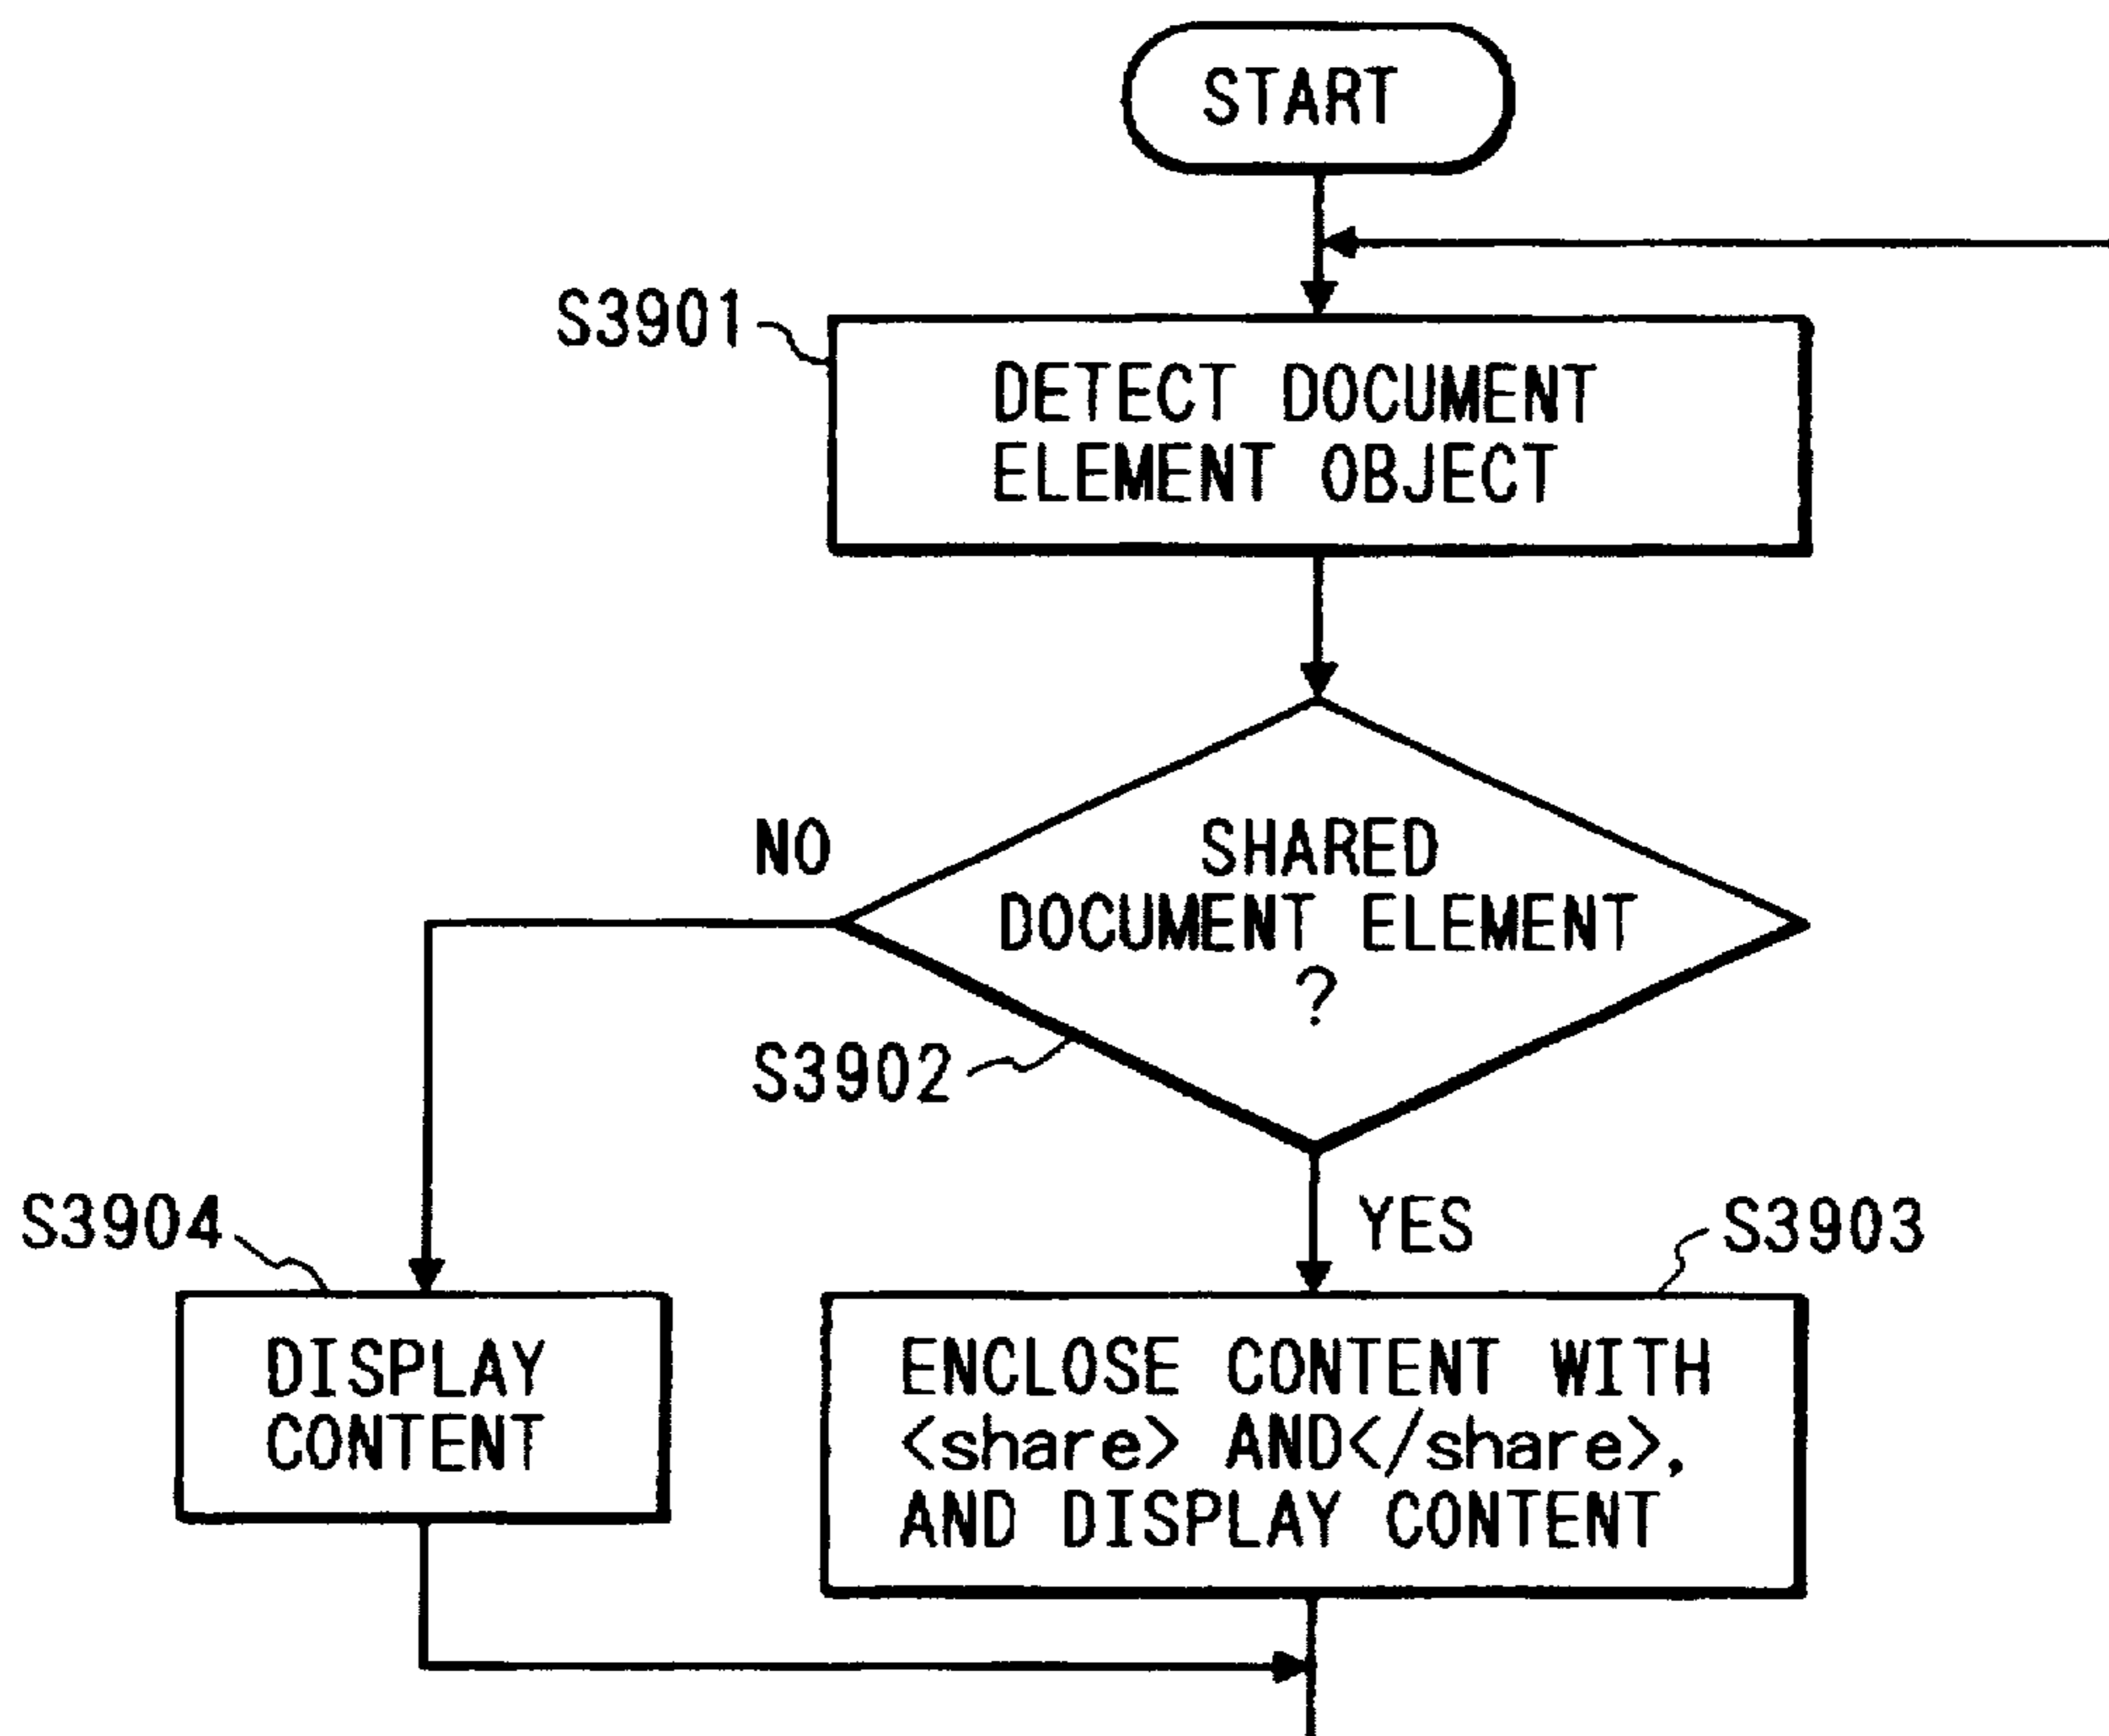 START
S3901
DETECT DOCUMENT
ELEMENT OBJECT
NO
SHARED
DOCUMENT ELEMENT
?
S3902
S3904
YES
S3903
DISPLAY
CONTENT
ENCLOSE CONTENT WITH
<share> AND</share>,
AND DISPLAY CONTENT